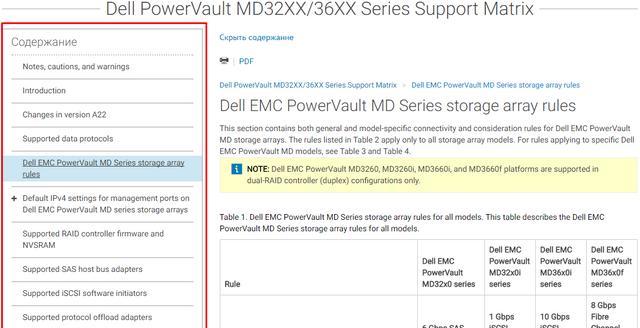 Dell PowerVault MD32XX/36XX Series Support Matrix
Содержание
Notes, cautions, and warnings
Introduction
Changes in version A22
Supported data protocols
Dell EMC PowerVault MD Series storage array
rules
Default IPv4 settings for management ports on
Dell EMC PowerVault MD series storage arrays
Supported RAID controller firmware and
NVSRAM
Supported SAS host bus adapters
Supported iSCSI software initiators
Supported protocol offload adapters
Скрыть содержание
PDF
Dell PowerVault MD32XX/36XX Series Support Matrix > Dell EMC PowerVault MD Series storage array rules
Dell EMC PowerVault MD Series storage array rules
This section contains both general and model-specific connectivity and consideration rules for Dell EMC PowerVault
MD storage arrays. The rules listed in Table 2 apply only to all storage array models. For rules applying to specific Dell
EMC PowerVault MD models, see Table 3 and Table 4.
NOTE: Dell EMC PowerVault MD3260, MD3260i, MD3660i, and MD3660f platforms are supported in
dual-RAID controller (duplex) configurations only.
Table 1. Dell EMC PowerVault MD Series storage array rules for all models. This table describes the Dell EMC
PowerVault MD Series storage array rules for all models.
Rule
Dell EMC
PowerVault
MD32x0 series
Dell EMC
PowerVault
MD32x0i
series
Dell EMC
PowerVault
MD36x0i
series
Dell EMC
PowerVault
MD36x0f
series
6 Gbps SAS
1 Gbps
iSCSI
10 Gbps
iSCSI
8 Gbps
Fibre
Channel